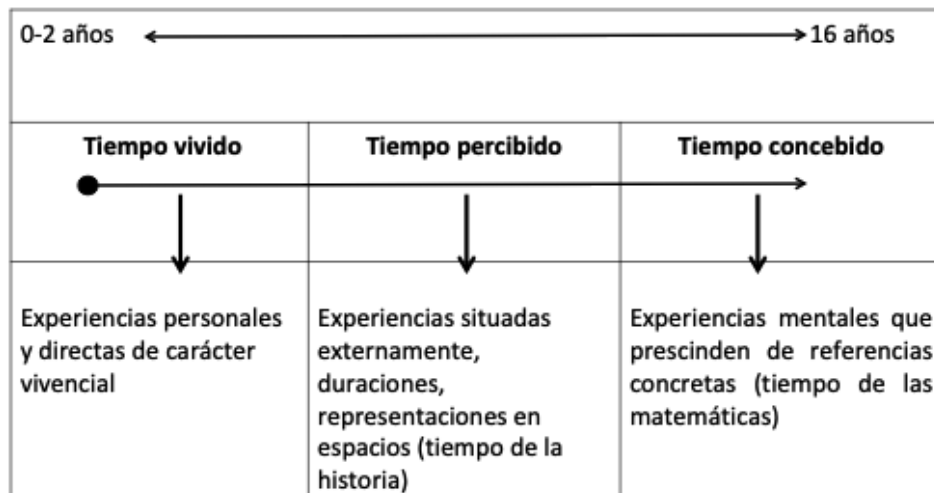 0-2 años
16 años
Tiempo vivido
Tiempo percibido
Tiempo concebido
Experiencias personales
y directas de carácter
vivencial
Experiencias situadas
externamente,
duraciones,
representaciones en
espacios (tiempo de la
historia)
Experiencias mentales que
prescinden de referencias
concretas (tiempo de las
matemáticas)